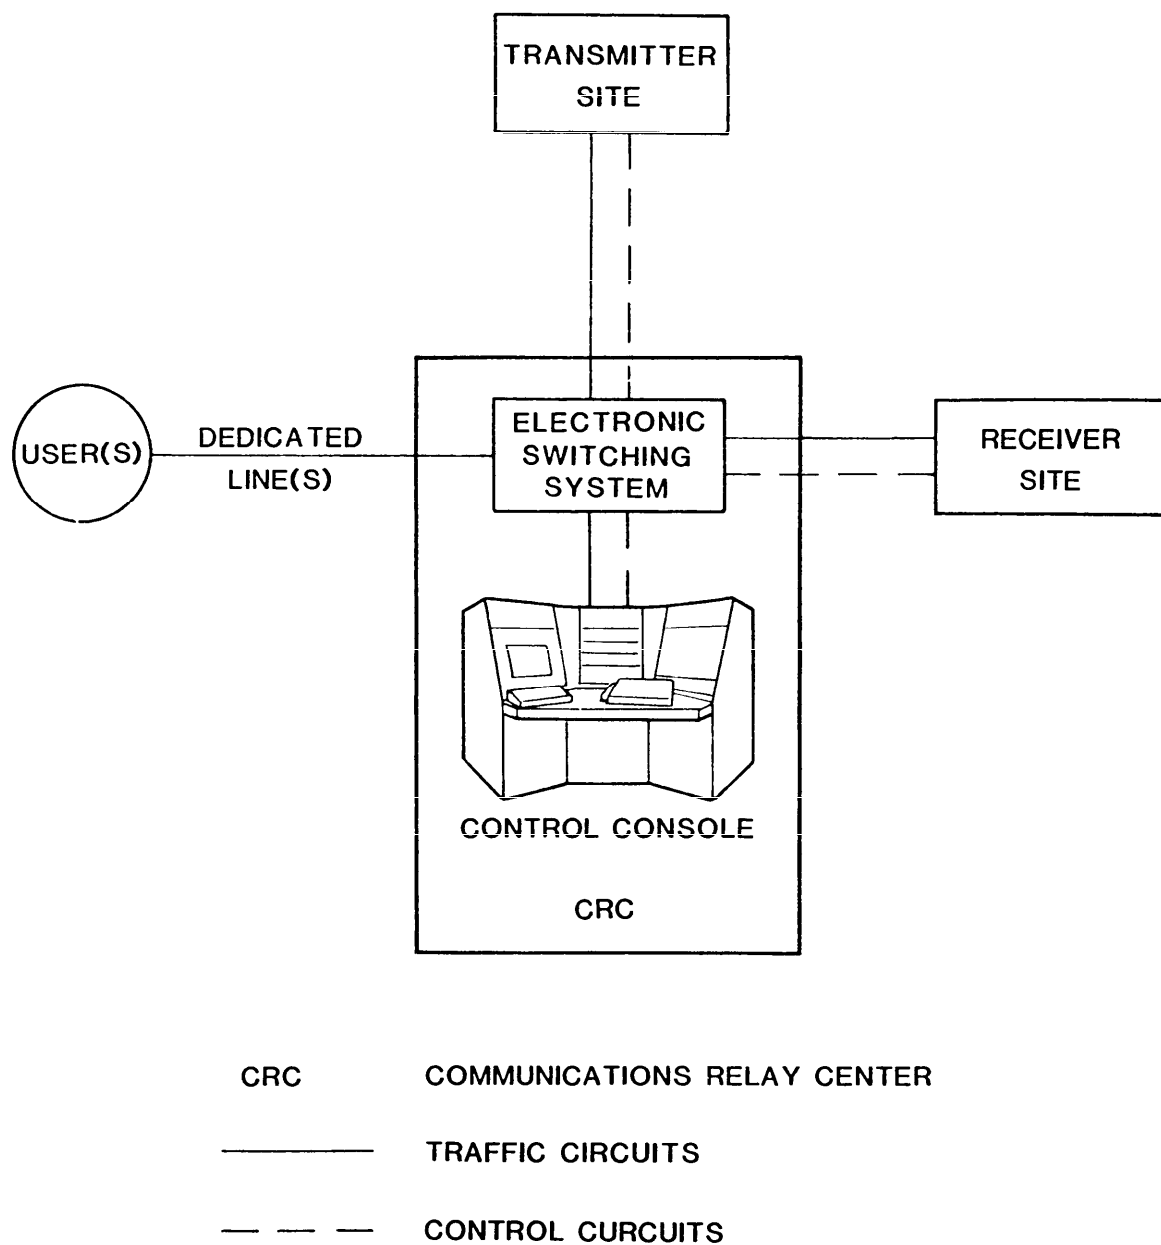 TRANSMITTER
SITE
USER(S)
DEDICATED
LINE(S)
ELECTRONIC
SWITCHING
SYSTEM
RECEIVER
SITE
CONTROL CONSOLE
CRC
CRC COMMUNICATIONS RELAY CENTER
TRAFFIC CIRCUITS
CONTROL CURCUITS